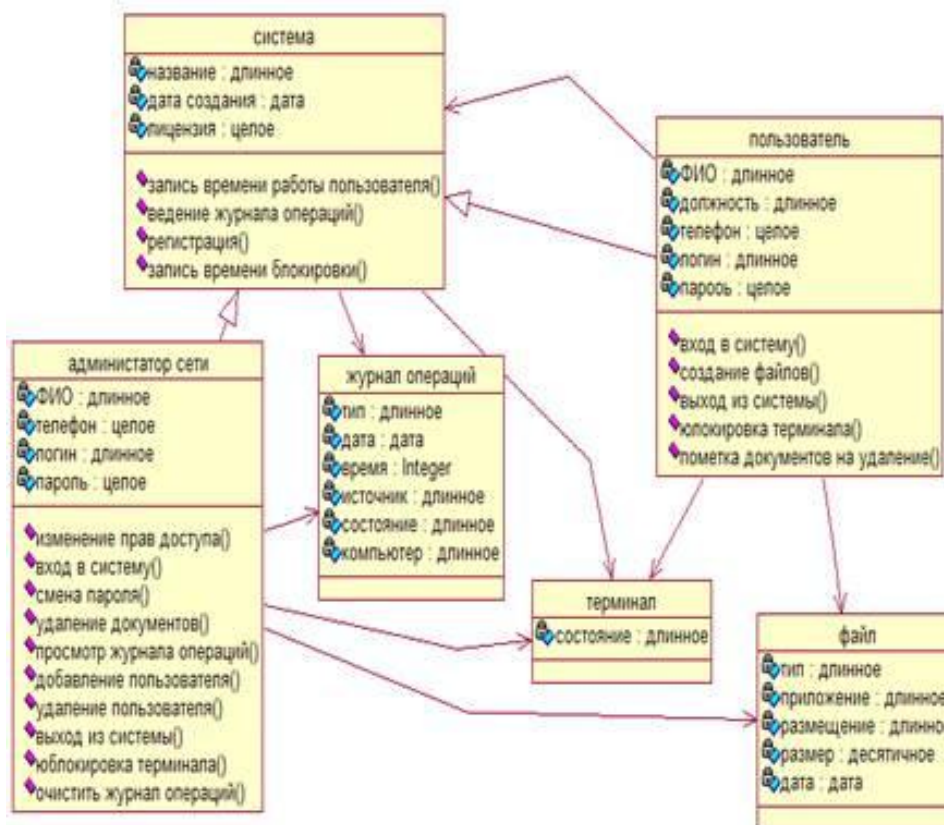 система
название : длинное
дата создания : дата
лицензия : целое
запись времени работы пользователя()
ведение журнала операций()
регистрация()
запись времени блокировки()
пользователь
ФИО : длинное
должность : длинное
телефон : целое
логин : длинное
парооь : целое
вход в систему()
создание файлов()
выход из системы()
юлокировка терминала()
пометка документов на удаление()
администатор сети
ФИО : длинное
телефон : целое
логин : длинное
пароль : целое
изменение прав доступа()
вход в систему()
смена пароля()
удаление документов()
просмотр журнала операций()
добавление пользователя()
удаление пользователя()
выход из системы()
юблокировка терминала()
очистить журнал операций()
журнал операций
тип : длинное
дата : дата
время : Integer
источник : длинное
состояние : длинное
компьютер : длинное
терминал
состояние : длинное
файл
тип : длинное
приложение : длинное
размещение : длинно
размер : десятичное
дата : дата